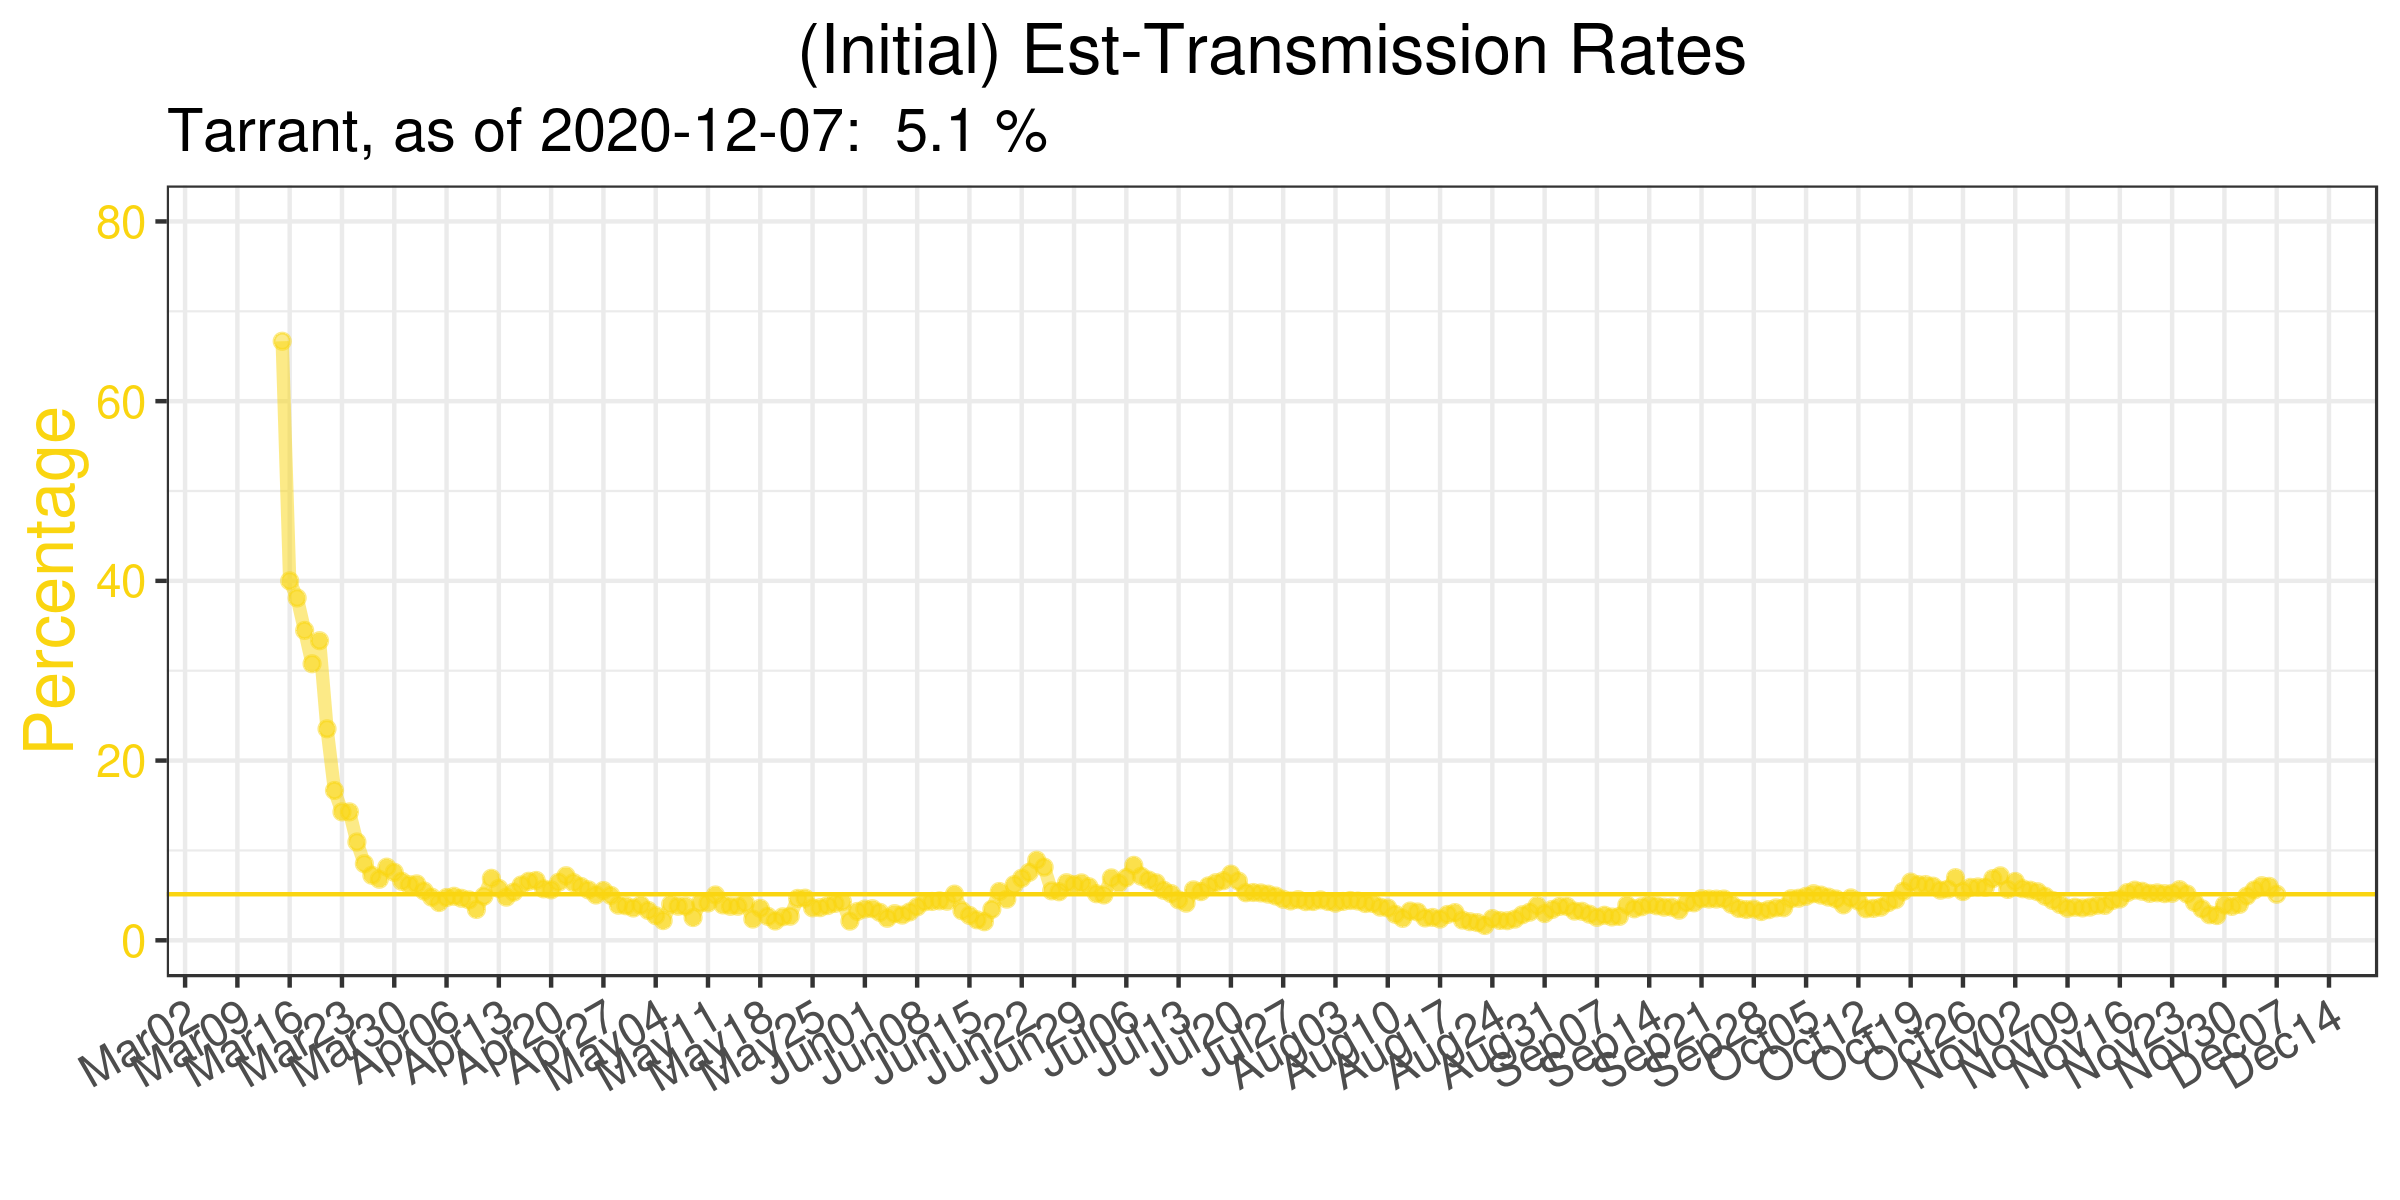 (Initial) Est-Transmission Rates
Tarrant, as of 2020-12-07:  5.1 %
Percentage
80
60
40
20
0
Mar02
Mar09
Mar16
Mar23
Mar30
Apr06
Apr13
Apr20
Apr27
May04
May11
May18
May25
Jun01
Jun08
Jun15
Jun22
Jun29
Jul06
Jul13
Jul20
Jul27
Aug03
Aug10
Aug17
Aug24
Aug31
Sep07
Sep14
Sep21
Sep28
Oct05
Oct12
Oct19
Oct26
Nov02
Nov09
Nov16
Nov23
Nov30
Dec07
Dec14